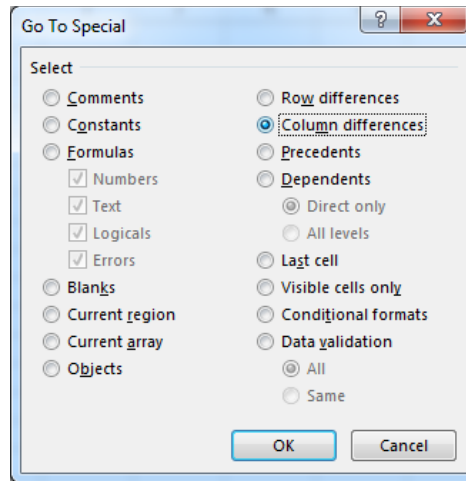 Go To Special
?
X
Select
Comments
Constants
Formulas
Numbers
Text
Logicals
Errors
Blanks
Current region
Current array
Objects
Row differences
Column differences
Precedents
Dependents
Direct only
All levels
Last cell
Visible cells only
Conditional formats
Data validation
All
Same
OK
Cancel